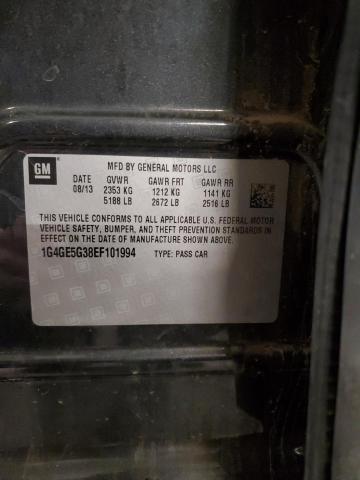 GM
MFD BY GENERAL MOTORS LLC
DATE GVWR GAWR FRT GAWR RR
08/13 2353 KG 1212 KG 1141 KG
5188 LB 2672 LB 2516 LB
THIS VEHICLE CONFORMS TO ALL APPLICABLE U.S. FEDERAL MOTOR
VEHICLE SAFETY, BUMPER, AND THEFT PREVENTION STANDARDS
IN EFFECT ON THE DATE OF MANUFACTURE SHOWN ABOVE.
1G4GE5G38EF101994 TYPE: PASS CAR